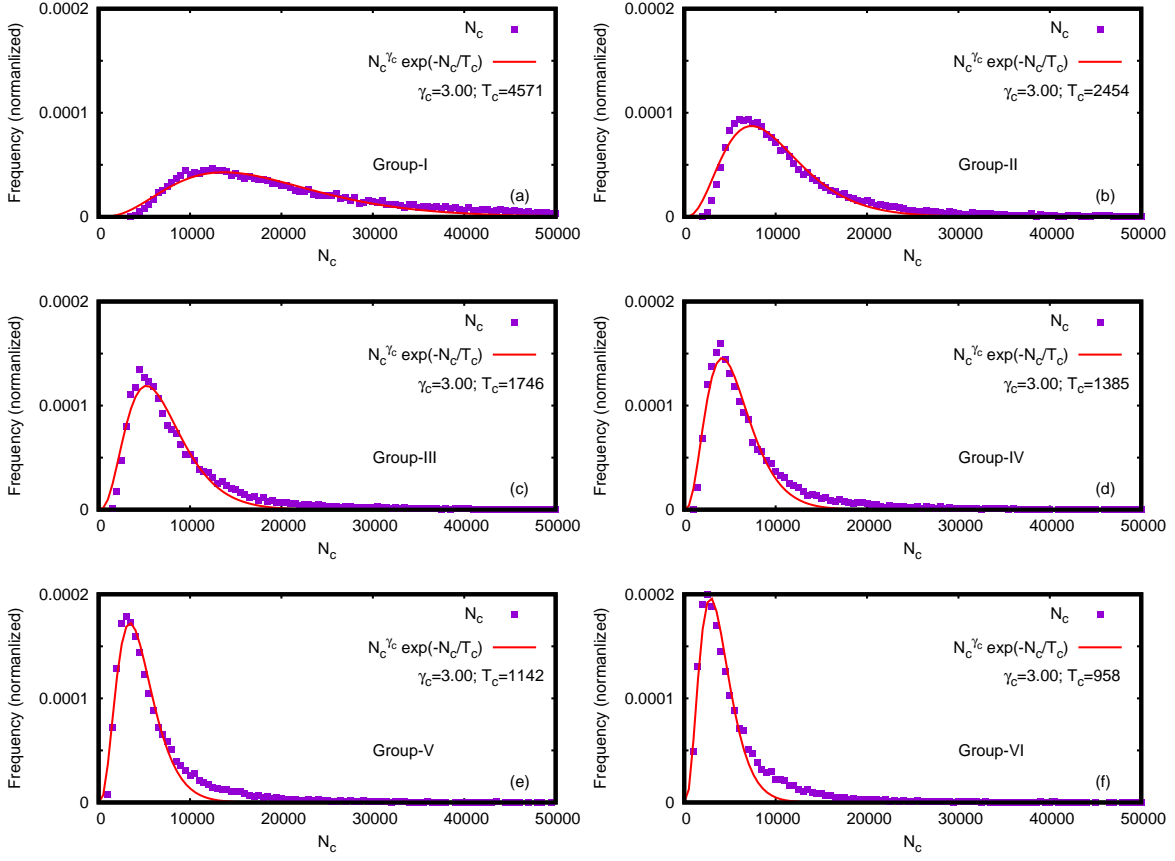 0.0002
N_c
N_c^γ_c exp(-N_c/T_c)
γ_c=3.00; T_c=4571
0.0001
Group-I
(a)
0
0 10000 20000 30000 40000 50000
N_c
Frequency (normanlized)
0.0002
N_c
N_c^γ_c exp(-N_c/T_c)
γ_c=3.00; T_c=2454
0.0001
Group-II
(b)
0
0 10000 20000 30000 40000 50000
N_c
Frequency (normanlized)
0.0002
N_c
N_c^γ_c exp(-N_c/T_c)
γ_c=3.00; T_c=1746
0.0001
Group-III
(c)
0
0 10000 20000 30000 40000 50000
N_c
Frequency (normanlized)
0.0002
N_c
N_c^γ_c exp(-N_c/T_c)
γ_c=3.00; T_c=1385
0.0001
Group-IV
(d)
0
0 10000 20000 30000 40000 50000
N_c
Frequency (normanlized)
0.0002
N_c
N_c^γ_c exp(-N_c/T_c)
γ_c=3.00; T_c=1142
0.0001
Group-V
(e)
0
0 10000 20000 30000 40000 50000
N_c
Frequency (normanlized)
0.0002
N_c
N_c^γ_c exp(-N_c/T_c)
γ_c=3.00; T_c=958
0.0001
Group-VI
(f)
0
0 10000 20000 30000 40000 50000
N_c
Frequency (normanlized)